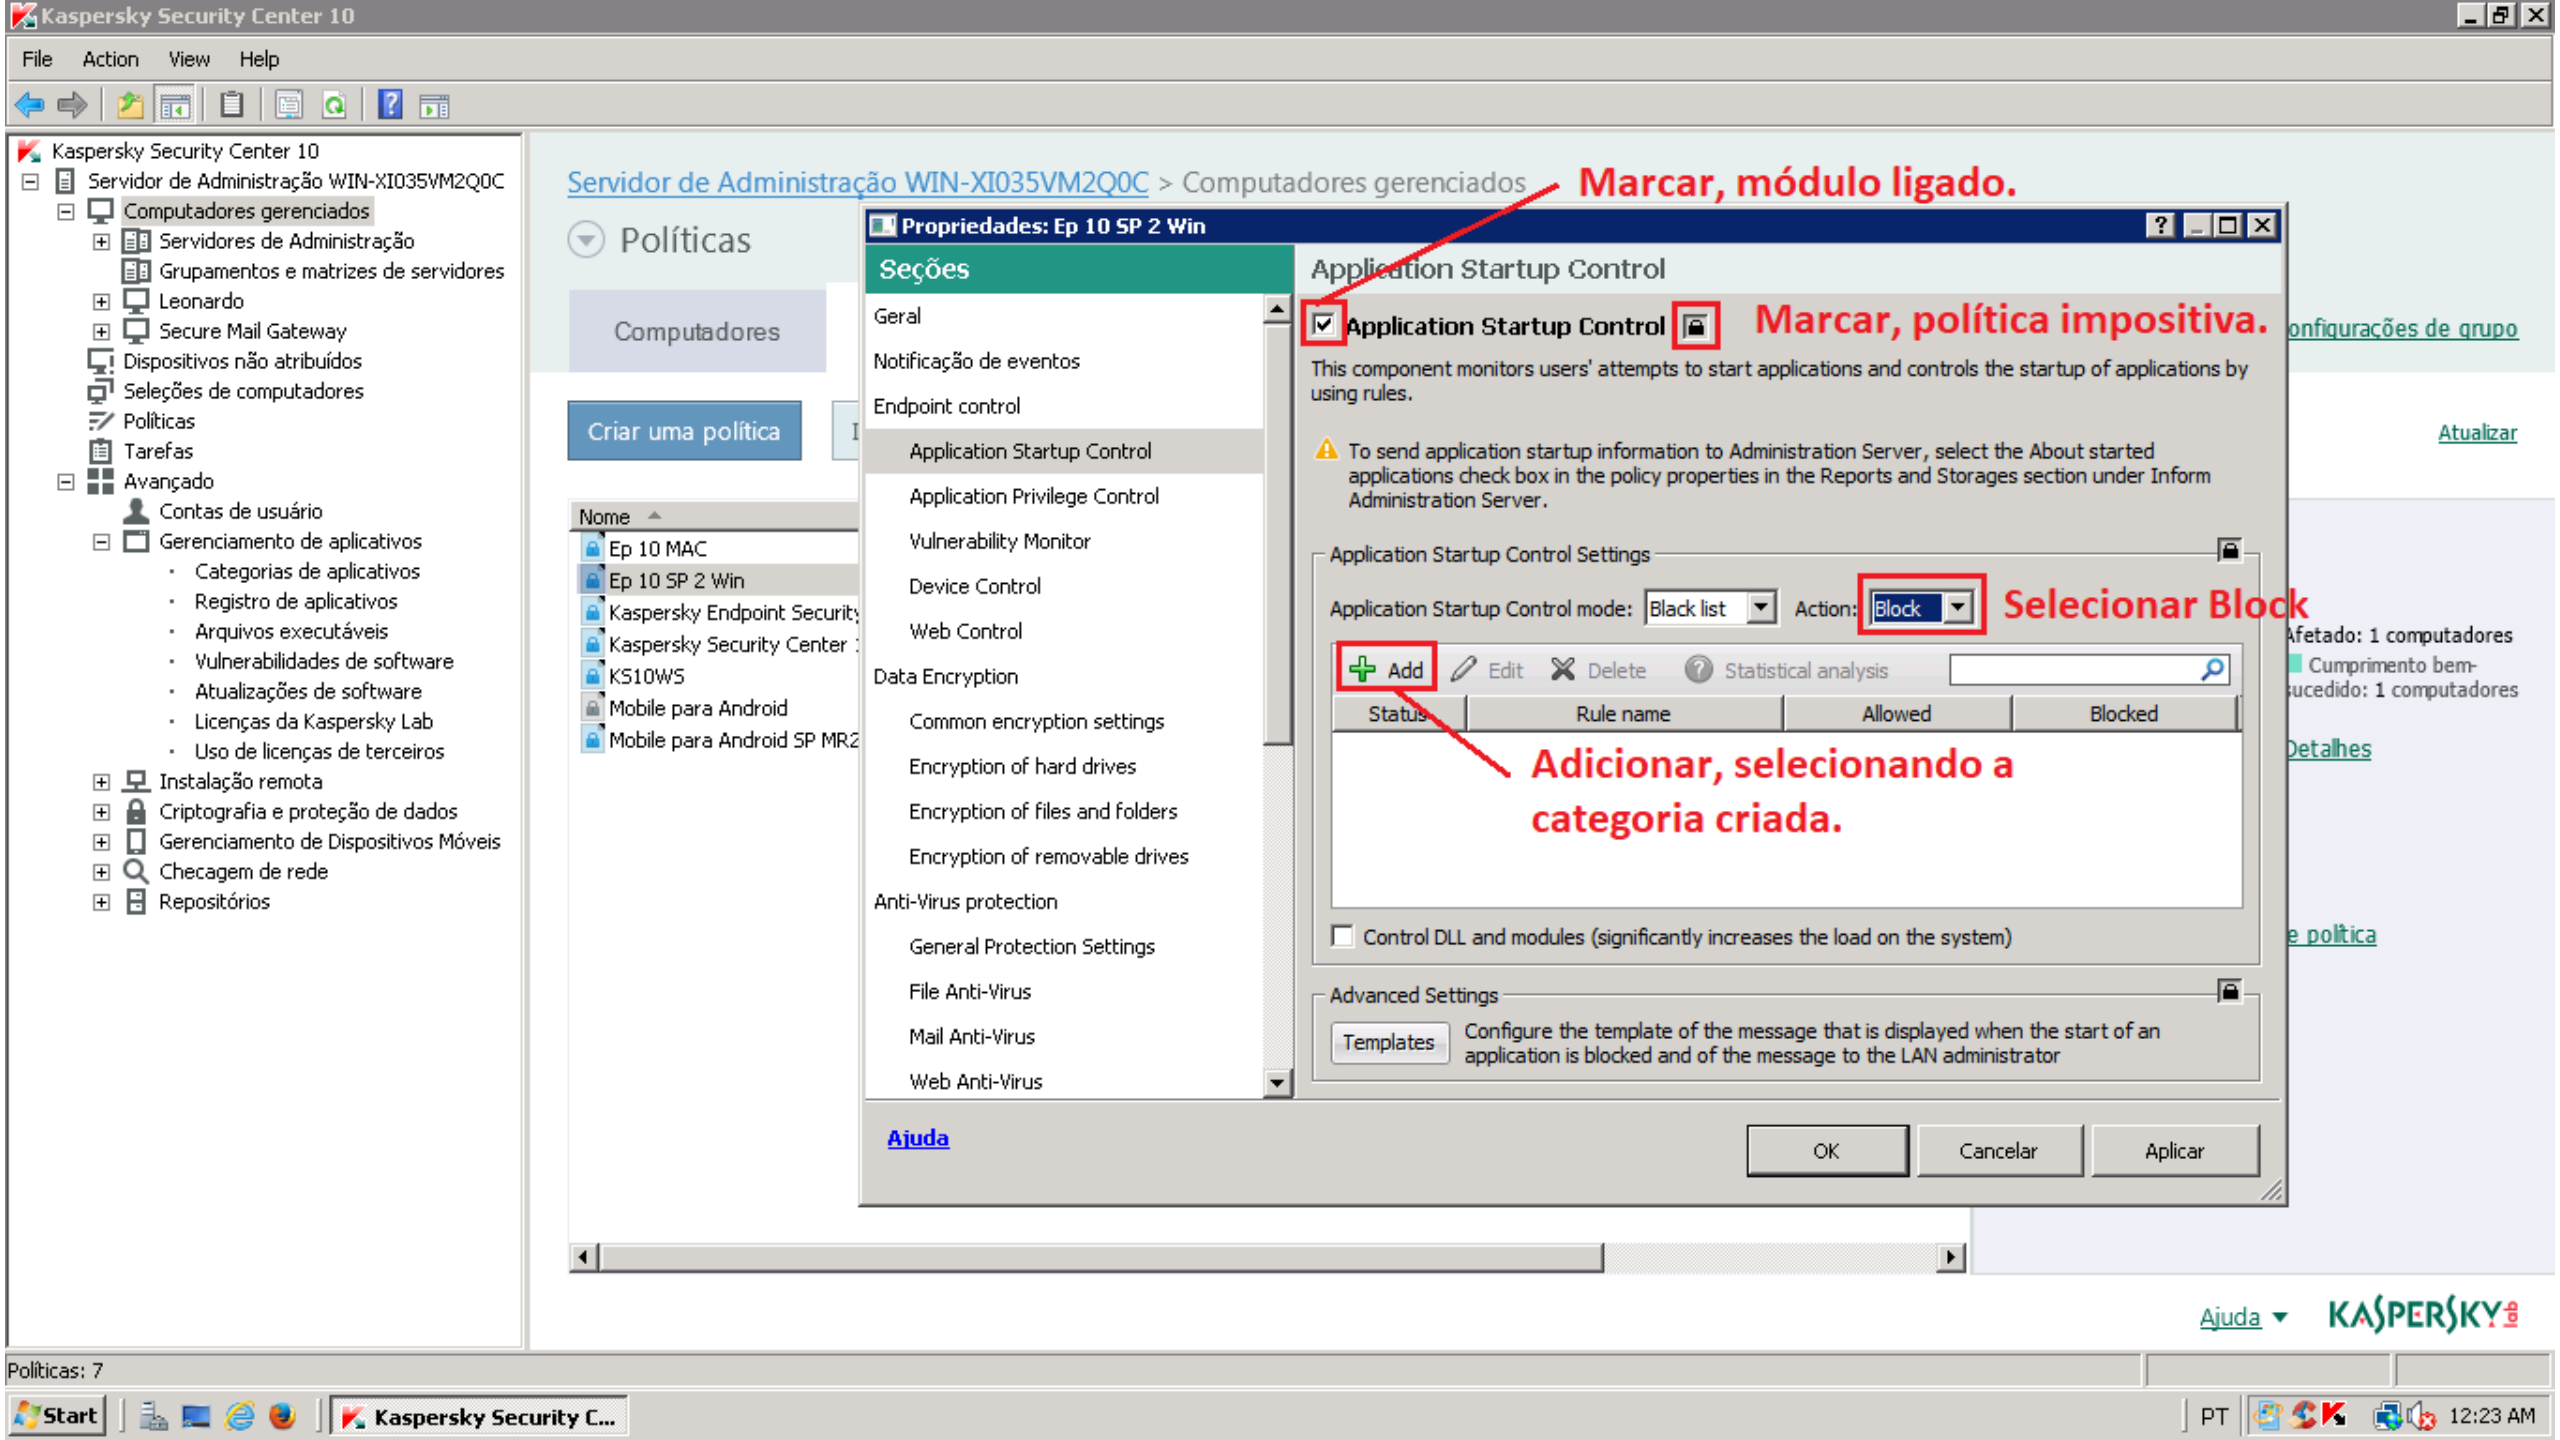 Kaspersky Security Center 10
File Action View Help
Kaspersky Security Center 10
Servidor de Administração WIN-XI035VM2Q0C
Computadores gerenciados
Servidores de Administração
Grupamentos e matrizes de servidores
Leonardo
Secure Mail Gateway
Dispositivos não atribuídos
Seleções de computadores
Políticas
Tarefas
Avançado
Contas de usuário
Gerenciamento de aplicativos
Categorias de aplicativos
Registro de aplicativos
Arquivos executáveis
Vulnerabilidades de software
Atualizações de software
Licenças da Kaspersky Lab
Uso de licenças de terceiros
Instalação remota
Criptografia e proteção de dados
Gerenciamento de Dispositivos Móveis
Checagem de rede
Repositórios
Servidor de Administração WIN-XI035VM2Q0C > Computadores gerenciados
Marcar, módulo ligado.
Políticas
Computadores
Criar uma política
Nome
Ep 10 MAC
Ep 10 SP 2 Win
Kaspersky Endpoint Security
Kaspersky Security Center
KS10WS
Mobile para Android
Mobile para Android SP MR2
Propriedades: Ep 10 SP 2 Win
Seções
Geral
Notificação de eventos
Endpoint control
Application Startup Control
Application Privilege Control
Vulnerability Monitor
Device Control
Web Control
Data Encryption
Common encryption settings
Encryption of hard drives
Encryption of files and folders
Encryption of removable drives
Anti-Virus protection
General Protection Settings
File Anti-Virus
Mail Anti-Virus
Web Anti-Virus
Ajuda
Application Startup Control
Application Startup Control
Marcar, política impositiva.
This component monitors users' attempts to start applications and controls the startup of applications by
using rules.
To send application startup information to Administration Server, select the About started
applications check box in the policy properties in the Reports and Storages section under Inform
Administration Server.
Application Startup Control Settings
Application Startup Control mode: Black list Action: Block
Selecionar Block
Add Edit Delete Statistical analysis
Status Rule name Allowed Blocked
Adicionar, selecionando a
categoria criada.
Control DLL and modules (significantly increases the load on the system)
Advanced Settings
Templates
Configure the template of the message that is displayed when the start of an
application is blocked and of the message to the LAN administrator
OK Cancelar Aplicar
onfigurações de grupo
Atualizar
Afetado: 1 computadores
Cumprimento bem-
sucedido: 1 computadores
Detalhes
e política
Ajuda
KASPERSKY lab
Políticas: 7
Start
Kaspersky Security C...
PT
12:23 AM